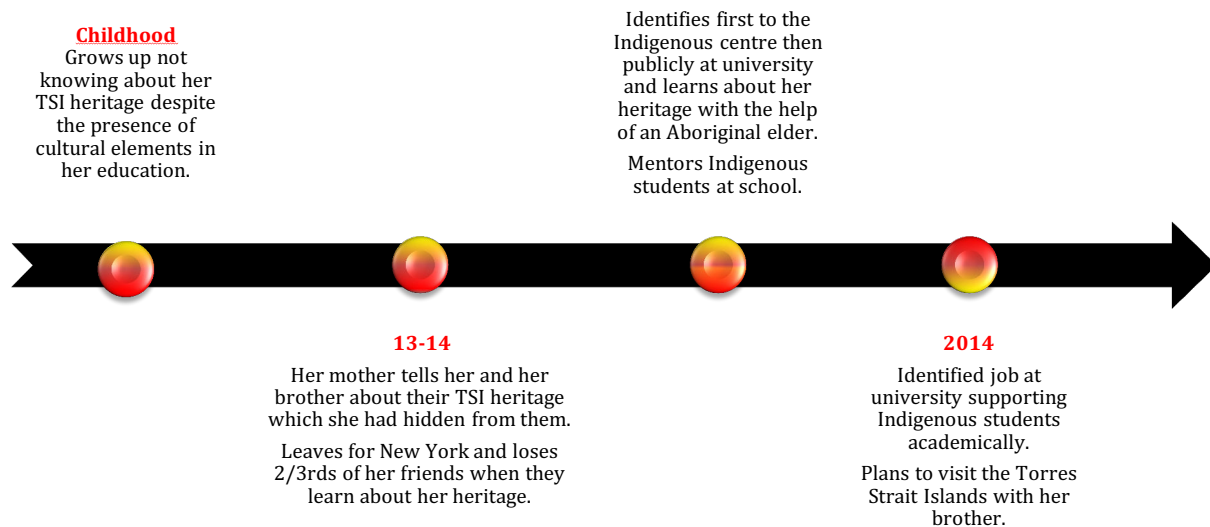 Childhood
Grows up not
knowing about her
TSI heritage despite
the presence of
cultural elements in
her education.
13-14
Her mother tells her and her
brother about their TSI heritage
which she had hidden from them.
Leaves for New York and loses
2/3rds of her friends when they
learn about her heritage.
Identifies first to the
Indigenous centre then
publicly at university
and learns about her
heritage with the help
of an Aboriginal elder.
Mentors Indigenous
students at school.
2014
Identified job at
university supporting
Indigenous students
academically.
Plans to visit the Torres
Strait Islands with her
brother.